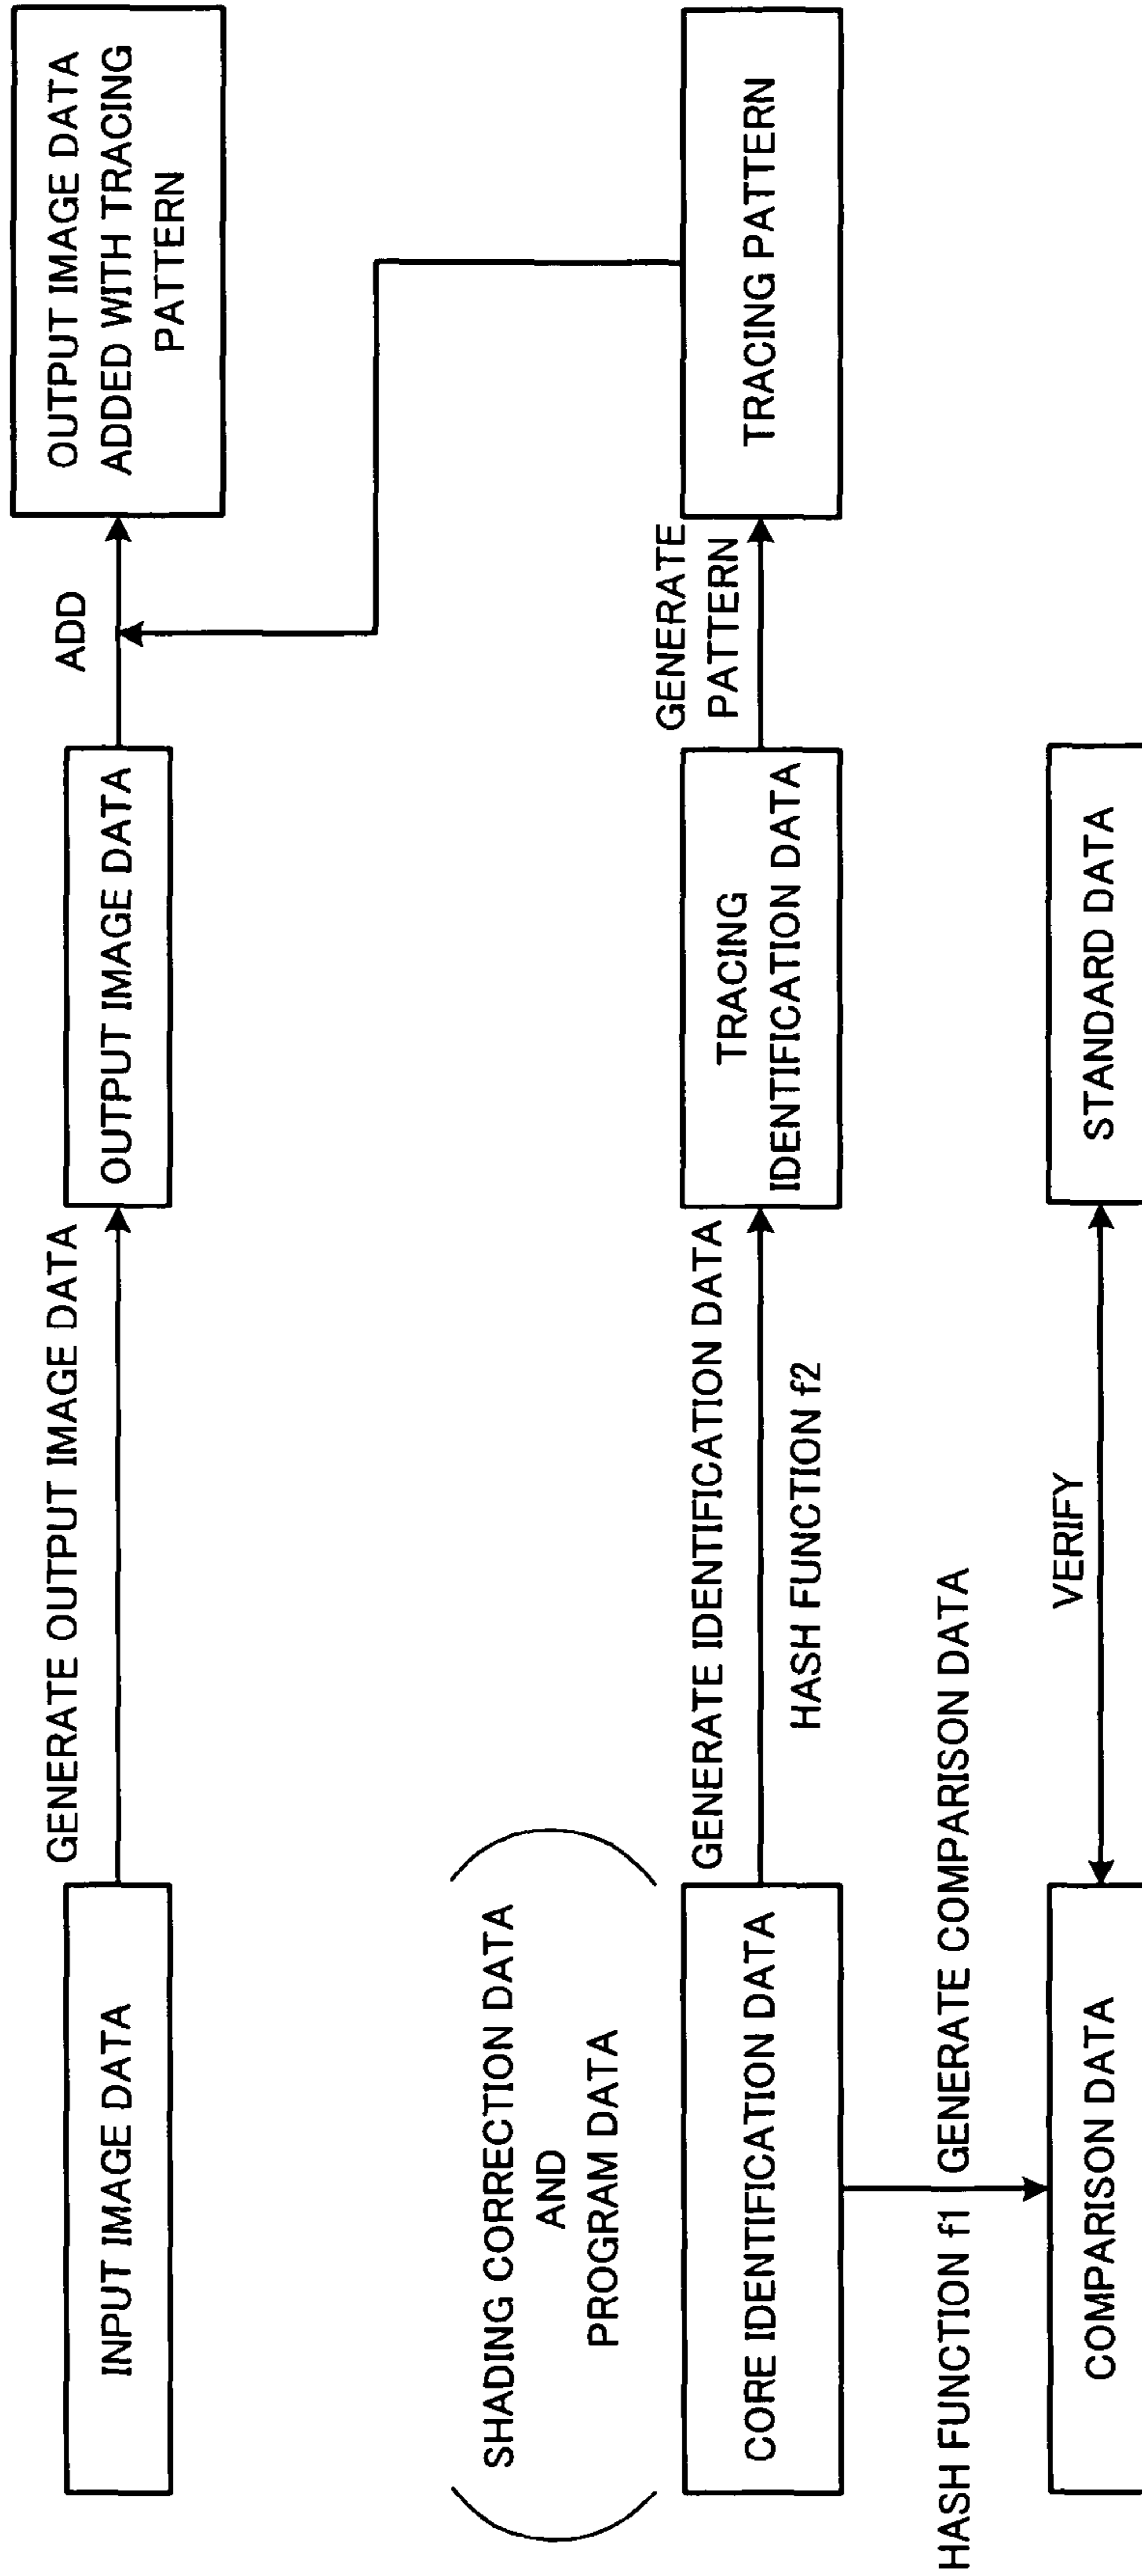 INPUT IMAGE DATA
GENERATE OUTPUT IMAGE DATA
OUTPUT IMAGE DATA
ADD
OUTPUT IMAGE DATA
ADDED WITH TRACING
PATTERN
SHADING CORRECTION DATA
AND
PROGRAM DATA
CORE IDENTIFICATION DATA
GENERATE IDENTIFICATION DATA
HASH FUNCTION f2
TRACING
IDENTIFICATION DATA
GENERATE
PATTERN
TRACING PATTERN
HASH FUNCTION f1
GENERATE COMPARISON DATA
COMPARISON DATA
VERIFY
STANDARD DATA